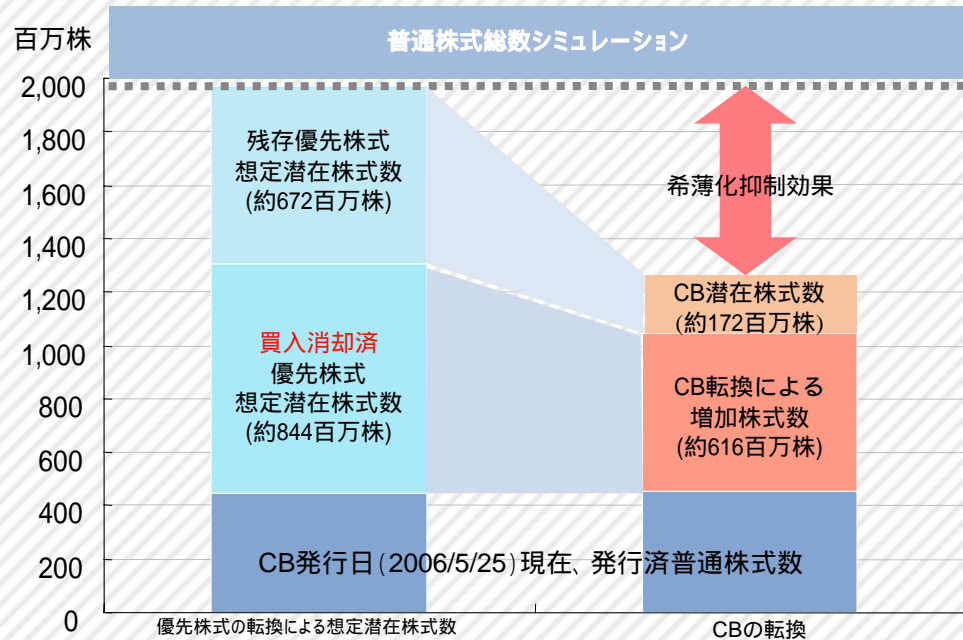 百万株
普通株式総数シミュレーション
2,000
1,800
1,600
1,400
1,200
1,000
800
600
400
200
0
残存優先株式
想定潜在株式数
(約672百万株)
買入消却済
優先株式
想定潜在株式数
(約844百万株)
希薄化抑制効果
CB潜在株式数
(約172百万株)
CB転換による
増加株式数
(約616百万株)
CB発行日(2006/5/25)現在、発行済普通株式数
優先株式の転換による想定潜在株式数
CBの転換